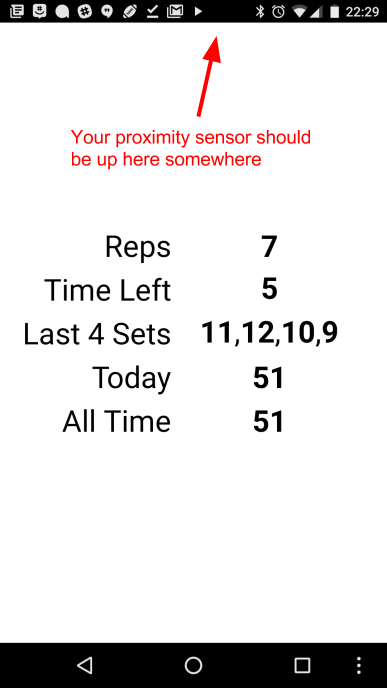 22:29
Your proximity sensor should
be up here somewhere
Reps 7
Time Left 5
Last 4 Sets 11,12,10,9
Today 51
All Time 51